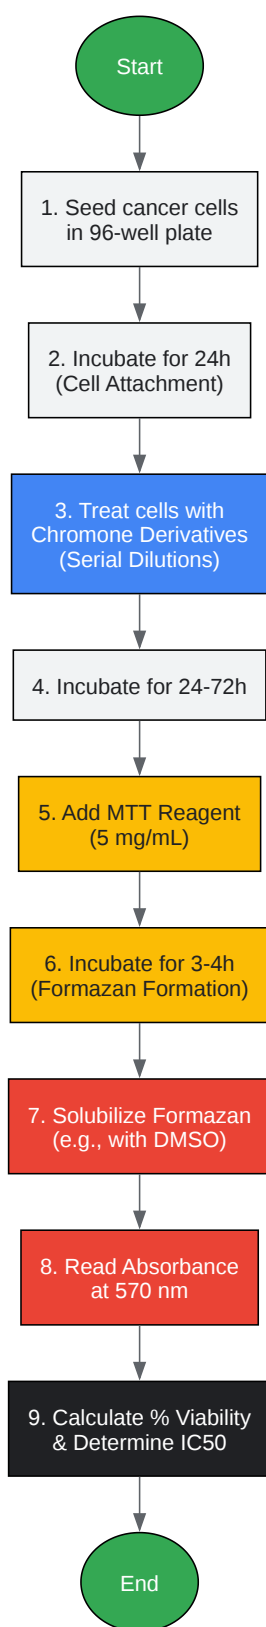 Start
1. Seed cancer cells
in 96-well plate
2. Incubate for 24h
(Cell Attachment)
3. Treat cells with
Chromone Derivatives
(Serial Dilutions)
4. Incubate for 24-72h
5. Add MTT Reagent
(5 mg/mL)
6. Incubate for 3-4h
(Formazan Formation)
7. Solubilize Formazan
(e.g., with DMSO)
8. Read Absorbance
at 570 nm
9. Calculate % Viability
& Determine IC50
End